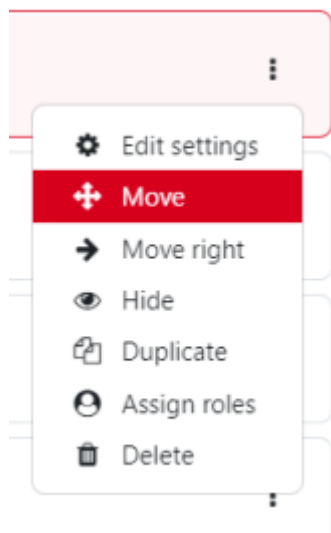 Edit settings
Move
Move right
Hide
Duplicate
Assign roles
Delete